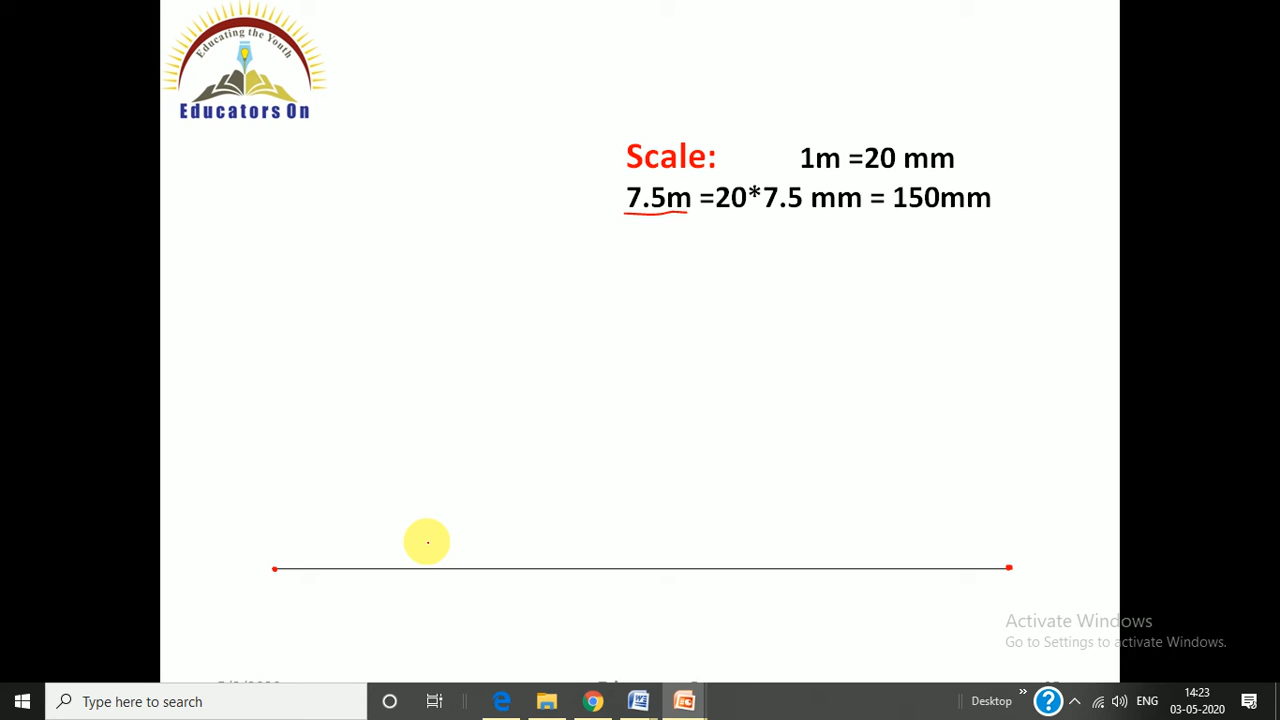 Educating the Youth
Educators On
Scale: 1m =20 mm
7.5m =20*7.5 mm = 150mm
Activate Windows
Go to Settings to activate Windows.
Type here to search
Desktop
ENG
14:23
03-05-2020